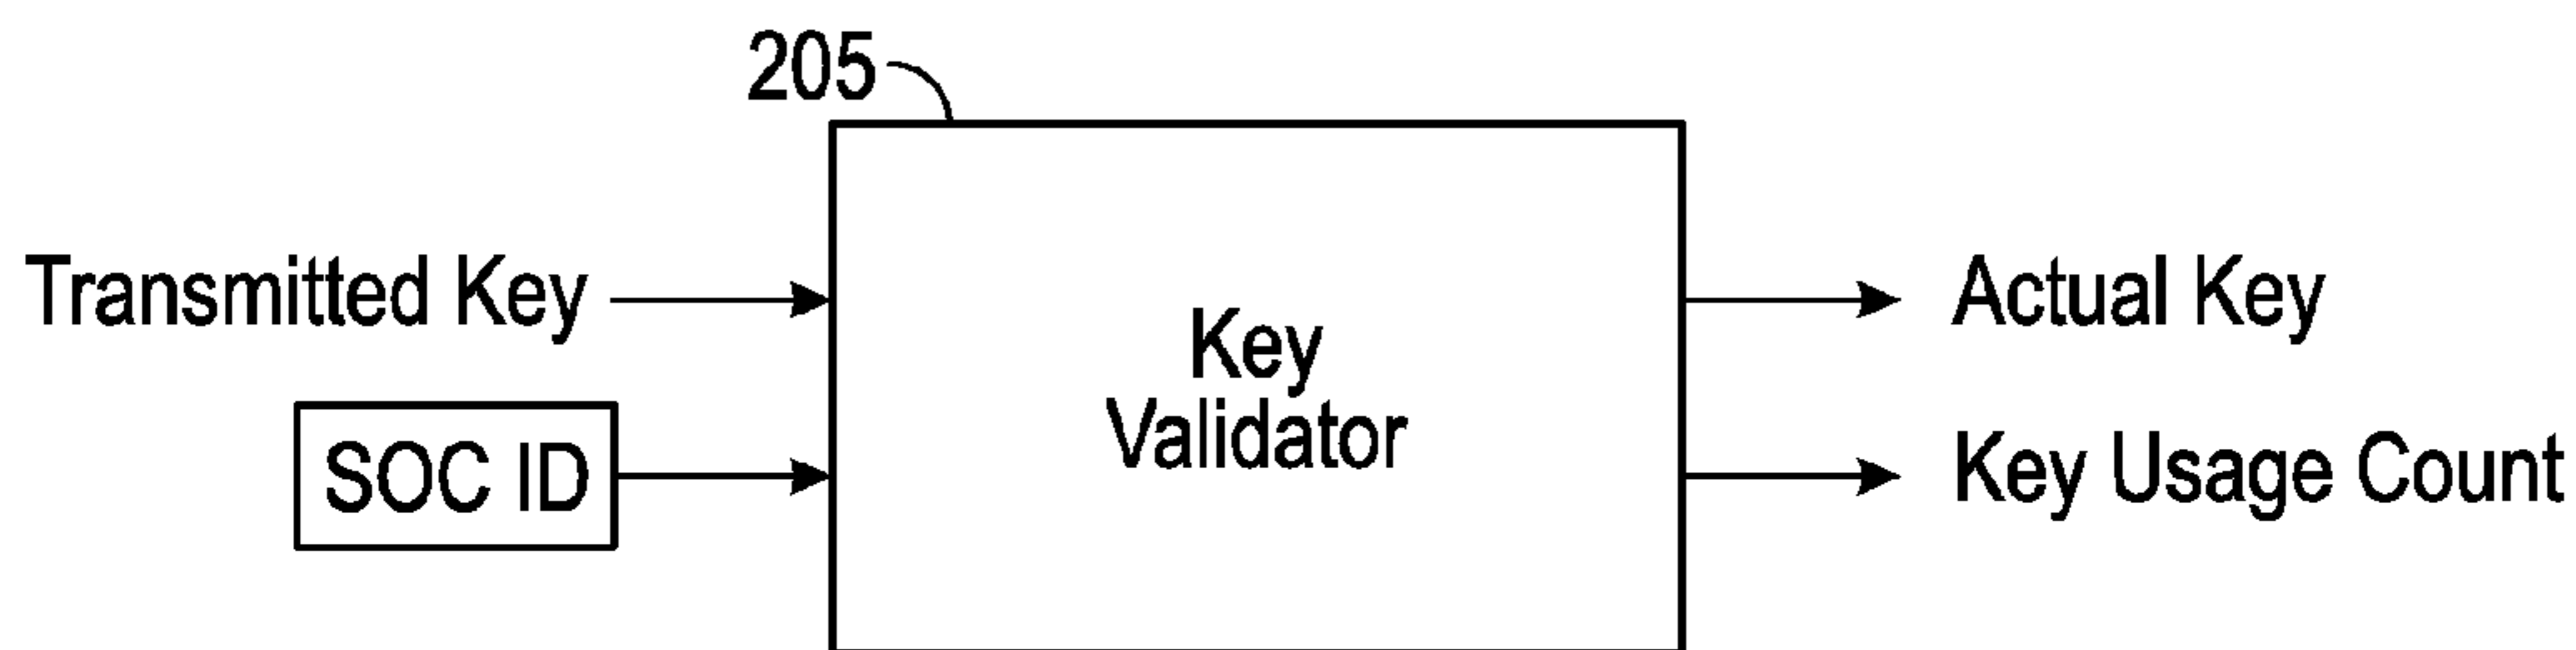 205
Transmitted Key
SOC ID
Key
Validator
Actual Key
Key Usage Count